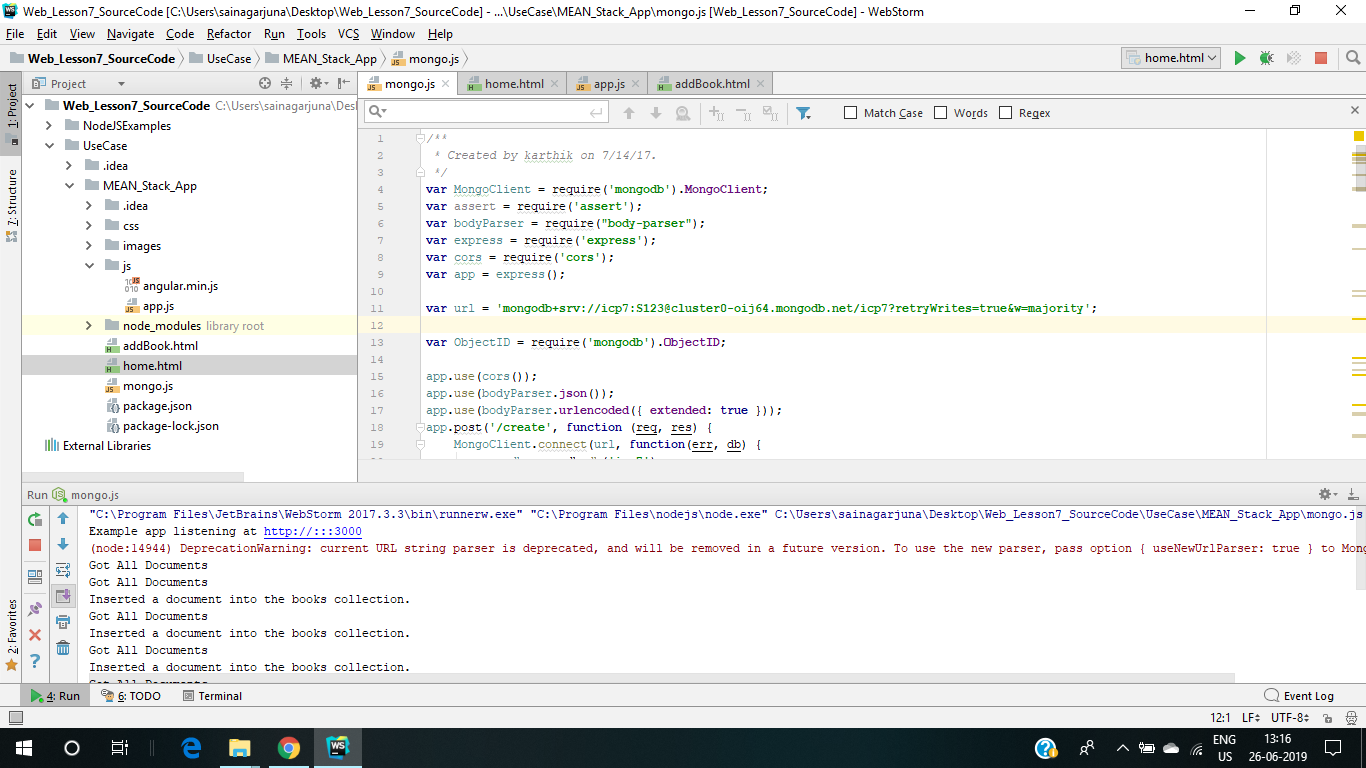 Web_Lesson7_SourceCode [C:\Users\sainagarjuna\Desktop\Web_Lesson7_SourceCode] - ...\UseCase\MEAN_Stack_App\mongo.js [Web_Lesson7_SourceCode] - WebStorm
File Edit View Navigate Code Refactor Run Tools VCS Window Help
Web_Lesson7_SourceCode UseCase MEAN_Stack_App mongo.js home.html
1: Project
7: Structure
2: Favorites
Project
Web_Lesson7_SourceCode C:\Users\sainagarjuna\Des
NodeJSExamples
UseCase
.idea
MEAN_Stack_App
.idea
css
images
js
angular.min.js
app.js
node_modules library root
addBook.html
home.html
mongo.js
package.json
package-lock.json
External Libraries
mongo.js home.html app.js addBook.html
Match Case Words Regex
1 /**
2 * Created by karthik on 7/14/17.
3 */
4 var MongoClient = require('mongodb').MongoClient;
5 var assert = require('assert');
6 var bodyParser = require("body-parser");
7 var express = require('express');
8 var cors = require('cors');
9 var app = express();
10
11 var url = 'mongodb+srv://icp7:S123@cluster0-oij64.mongodb.net/icp7?retryWrites=true&w=majority';
12
13 var ObjectID = require('mongodb').ObjectID;
14
15 app.use(cors());
16 app.use(bodyParser.json());
17 app.use(bodyParser.urlencoded({ extended: true }));
18 app.post('/create', function (req, res) {
19 MongoClient.connect(url, function(err, db) {
Run mongo.js
"C:\Program Files\JetBrains\WebStorm 2017.3.3\bin\runnerw.exe" "C:\Program Files\nodejs\node.exe" C:\Users\sainagarjuna\Desktop\Web_Lesson7_SourceCode\UseCase\MEAN_Stack_App\mongo.js
Example app listening at http://:::3000
(node:14944) DeprecationWarning: current URL string parser is deprecated, and will be removed in a future version. To use the new parser, pass option { useNewUrlParser: true } to Mong
Got All Documents
Got All Documents
Inserted a document into the books collection.
Got All Documents
Inserted a document into the books collection.
Got All Documents
Inserted a document into the books collection.
Got All Documents
4: Run 6: TODO Terminal Event Log
12:1 LF UTF-8
ENG 13:16
US 26-06-2019